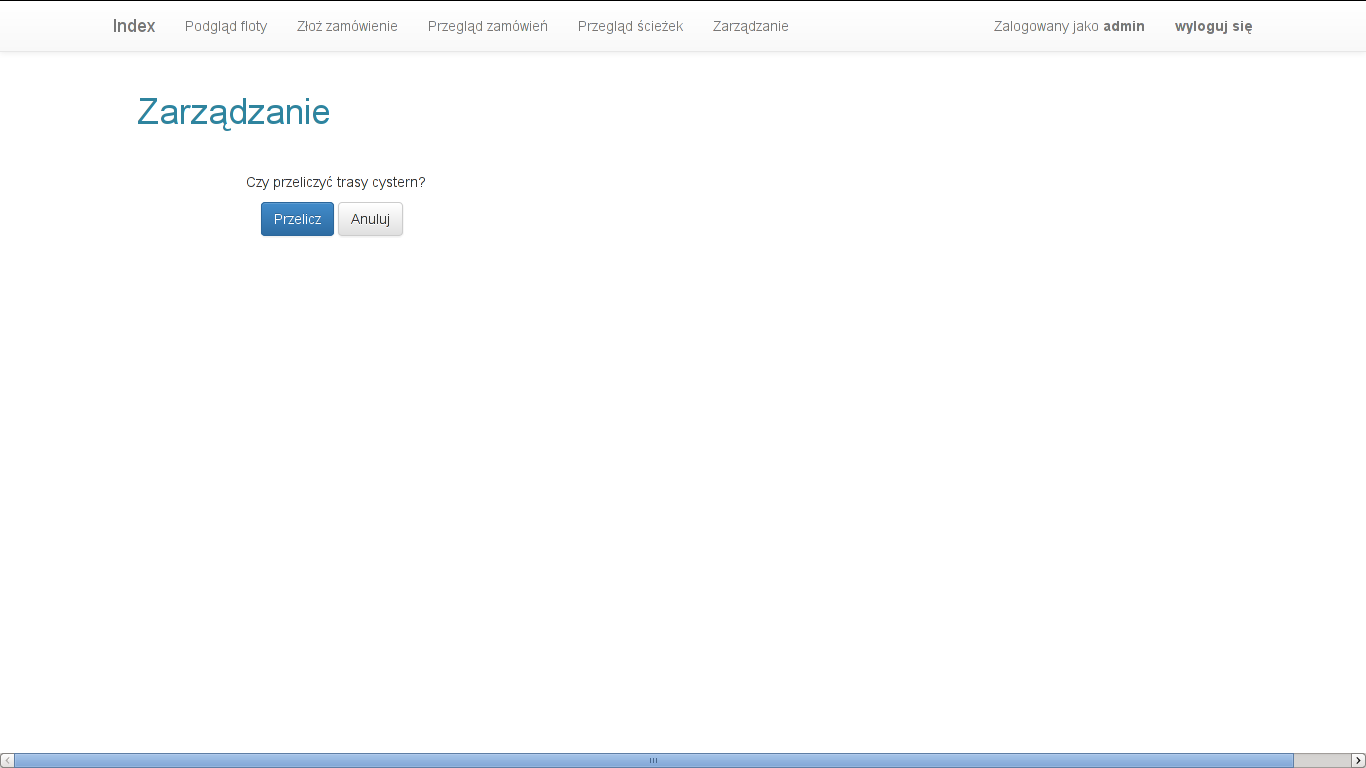 Index Podgląd floty Złoż zamówienie Przegląd zamówień Przegląd ścieżek Zarządzanie Zalogowany jako admin wyloguj się
Zarządzanie
Czy przeliczyć trasy cystern?
Przelicz Anuluj